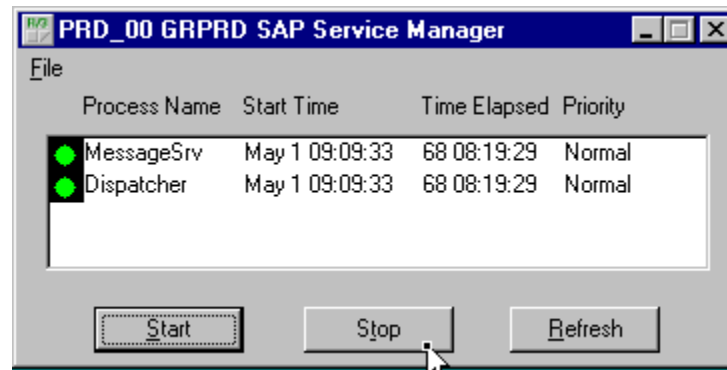 PRD_00 GRPRD SAP Service Manager
File
Process Name Start Time Time Elapsed Priority
MessageSrv May 1 09:09:33 68 08:19:29 Normal
Dispatcher May 1 09:09:33 68 08:19:29 Normal
Start Stop Refresh